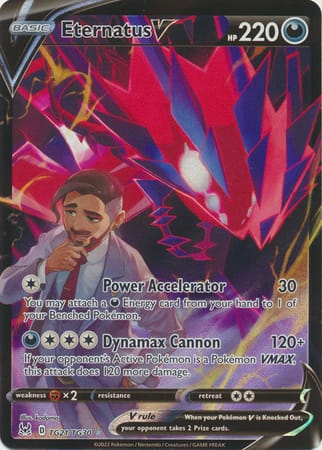 BASIC Eternatus V HP 220
Power Accelerator 30
You may attach a Energy card from your hand to 1 of
your Benched Pokémon.
Dynamax Cannon 120+
If your opponent's Active Pokémon is a Pokémon VMAX,
this attack does 120 more damage.
weakness ×2 resistance retreat
Illus. kodama
D TG21/TG30
V rule When your Pokémon V is Knocked Out,
your opponent takes 2 Prize cards.
©2022 Pokémon / Nintendo / Creatures / GAME FREAK